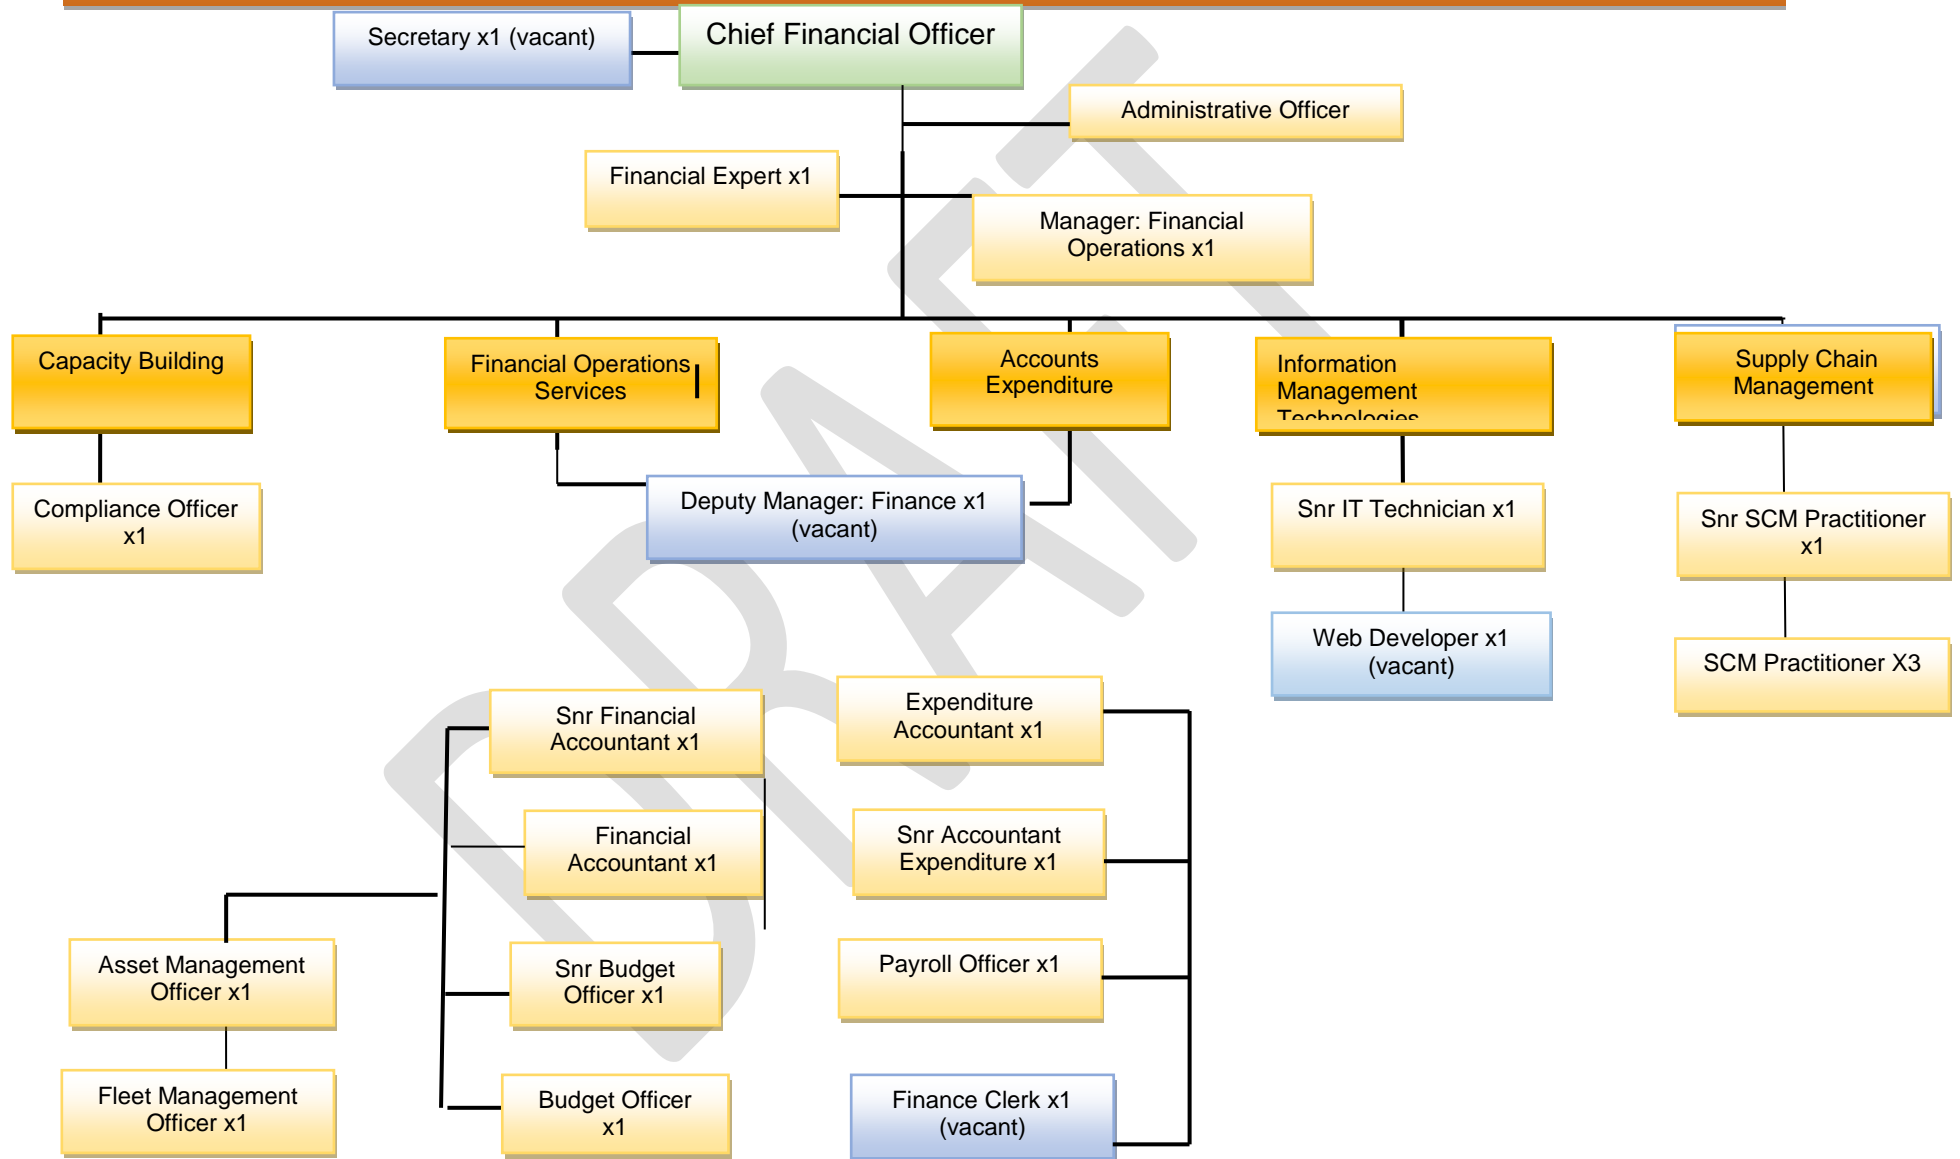 Secretary x1 (vacant)
Chief Financial Officer
Administrative Officer
Financial Expert x1
Manager: Financial
Operations x1
Capacity Building
Financial Operations
Services
Accounts
Expenditure
Information
Management
Technologies
Supply Chain
Management
Compliance Officer
x1
Deputy Manager: Finance x1
(vacant)
Snr IT Technician x1
Snr SCM Practitioner
x1
Web Developer x1
(vacant)
SCM Practitioner X3
Snr Financial
Accountant x1
Expenditure
Accountant x1
Financial
Accountant x1
Snr Accountant
Expenditure x1
Asset Management
Officer x1
Snr Budget
Officer x1
Payroll Officer x1
Fleet Management
Officer x1
Budget Officer
x1
Finance Clerk x1
(vacant)
DRAFT